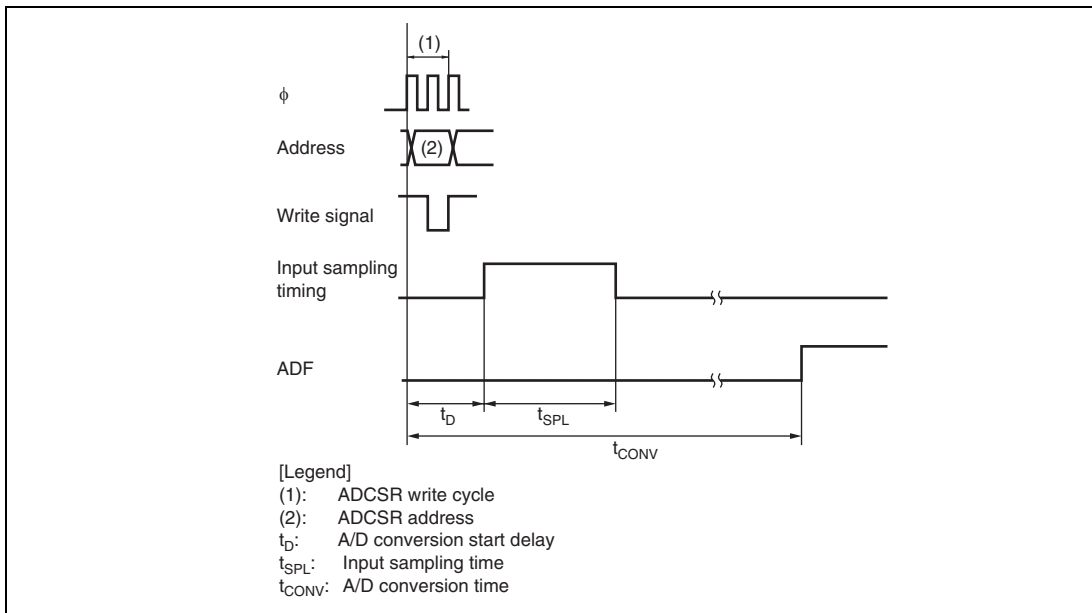 (1)
ϕ
Address
(2)
Write signal
Input sampling
timing
ADF
tD
tSPL
tCONV
[Legend]
(1): ADCSR write cycle
(2): ADCSR address
tD: A/D conversion start delay
tSPL: Input sampling time
tCONV: A/D conversion time